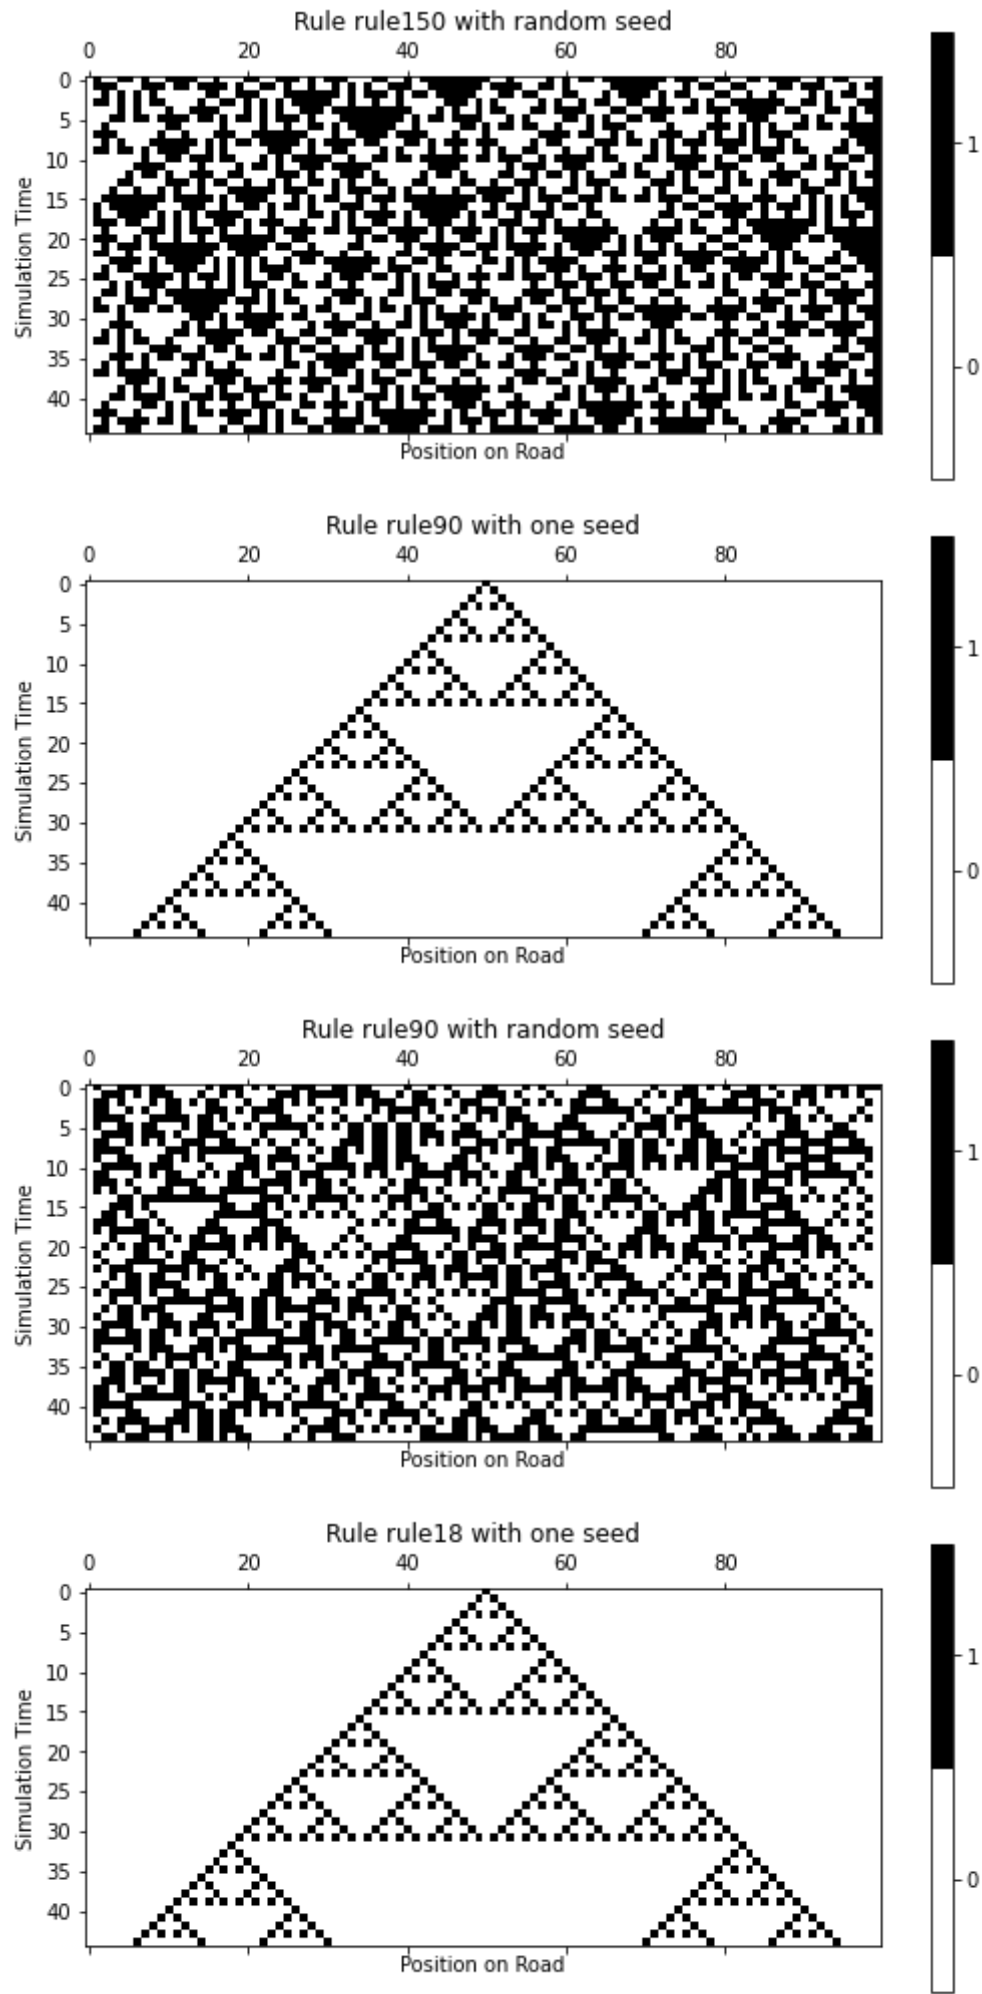 Rule rule150 with random seed
0 20 40 60 80
0
5
10
15
20
25
30
35
40
Simulation Time
Position on Road
1
0
Rule rule90 with one seed
0 20 40 60 80
0
5
10
15
20
25
30
35
40
Simulation Time
Position on Road
1
0
Rule rule90 with random seed
0 20 40 60 80
0
5
10
15
20
25
30
35
40
Simulation Time
Position on Road
1
0
Rule rule18 with one seed
0 20 40 60 80
0
5
10
15
20
25
30
35
40
Simulation Time
Position on Road
1
0